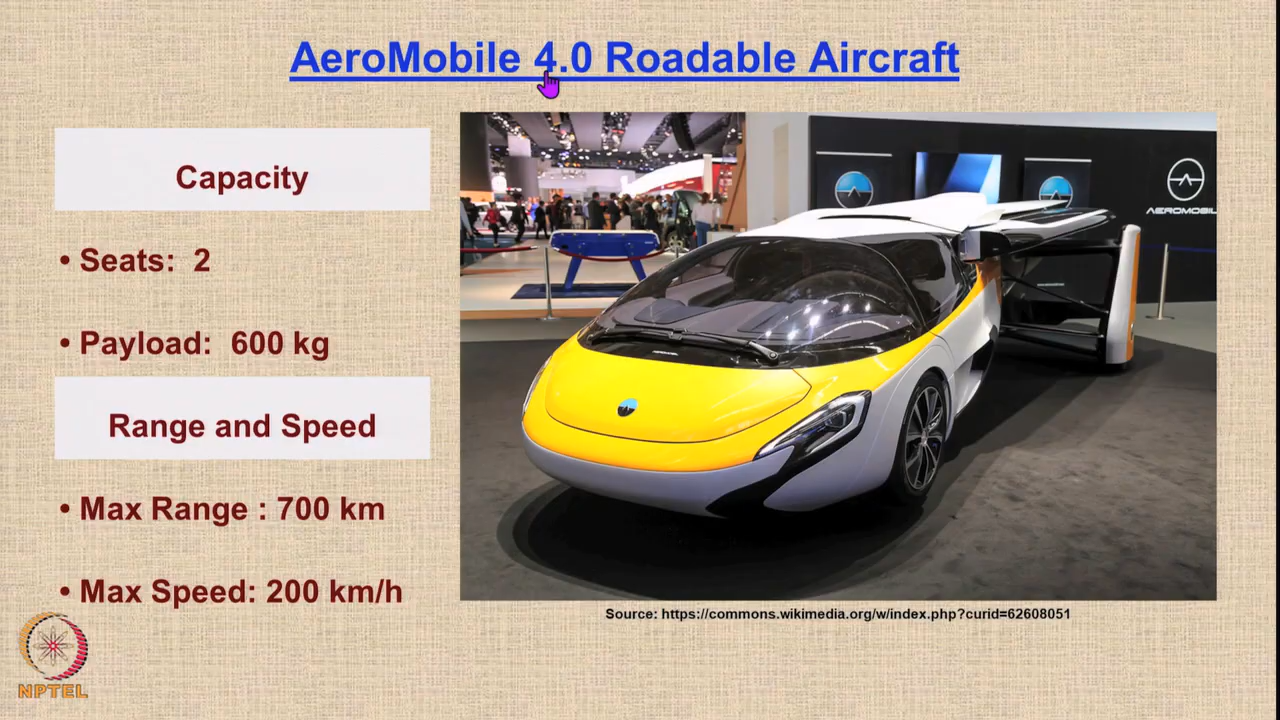 AeroMobile 4.0 Roadable Aircraft
Capacity
• Seats: 2
• Payload: 600 kg
Range and Speed
• Max Range : 700 km
• Max Speed: 200 km/h
AEROMOBIL
Source: https://commons.wikimedia.org/w/index.php?curid=62608051
NPTEL